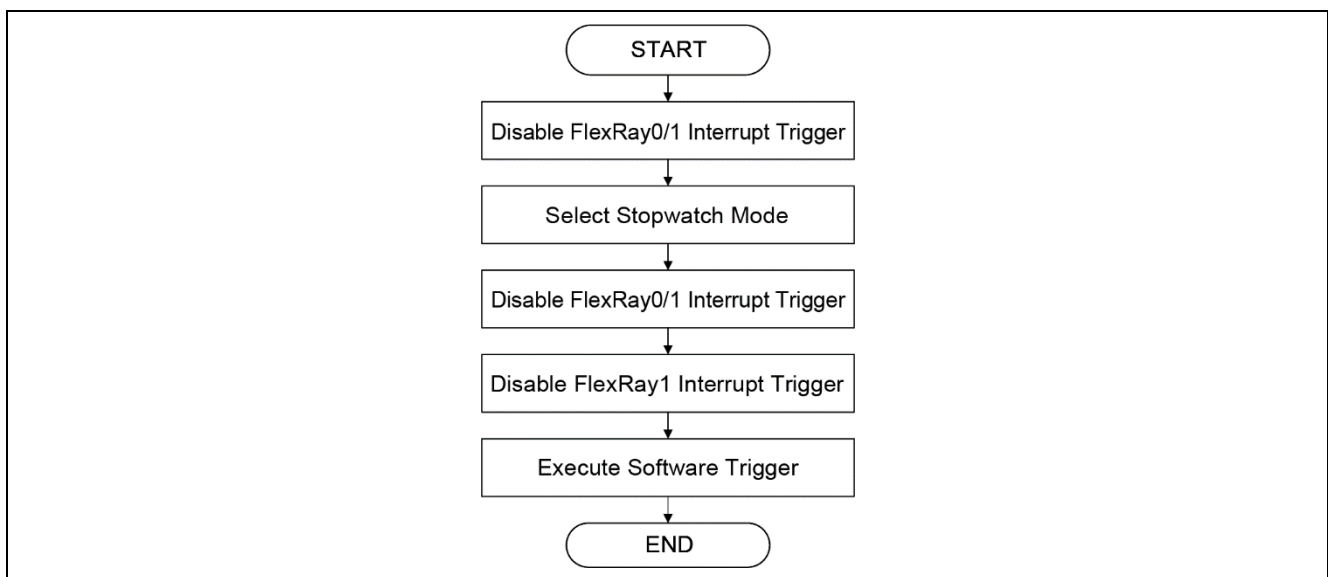 START
Disable FlexRay0/1 Interrupt Trigger
Select Stopwatch Mode
Disable FlexRay0/1 Interrupt Trigger
Disable FlexRay1 Interrupt Trigger
Execute Software Trigger
END